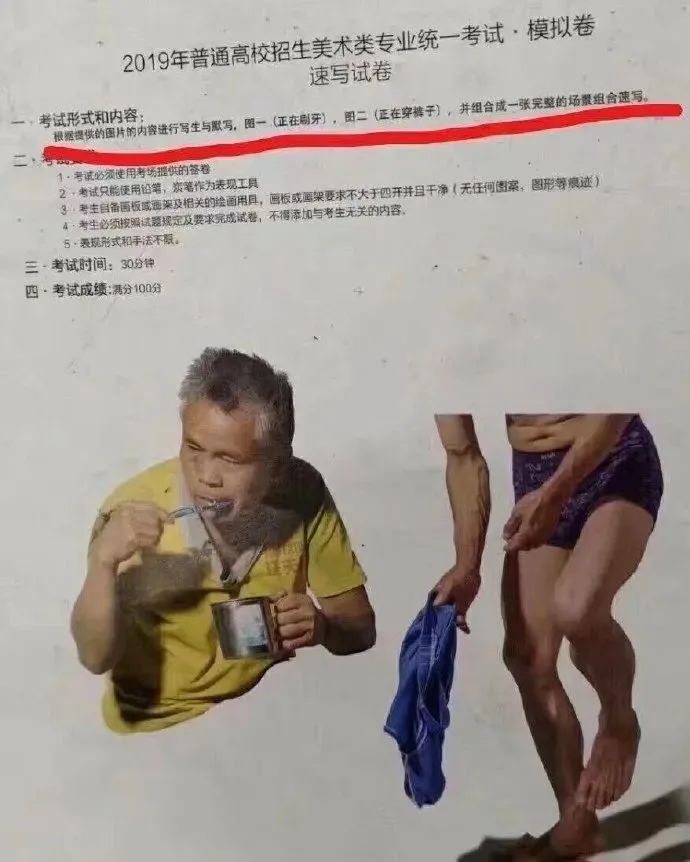 2019年普通高校招生美术类专业统一考试·模拟卷
速写试卷
一·考试形式和内容：
根据提供的图片的内容进行写生与默写，图一（正在刷牙），图二（正在穿裤子），并组合成一张完整的场景组合速写。
二·考试
1·考试必须使用考场提供的答卷
2·考试只能使用铅笔，炭笔作为表现工具
3·考生自备画板或画架及相关的绘画用具，画板或画架要求不大于四开并且干净（无任何图案、图形等痕迹）
4·考生必须按照试题规定及要求完成试卷，不得添加与考生无关的内容．
5·表现形式和手法不限。
三·考试时间：30分钟
四·考试成绩：满分100分